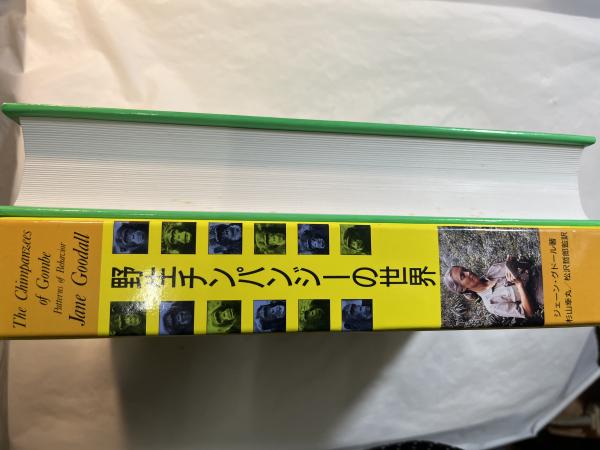 The Chimpanzees
of Gombe
Patterns of Behavior
Jane Goodall
野生チンパンジーの世界
ジェーン・グドール著
杉山幸丸/松沢哲郎監訳